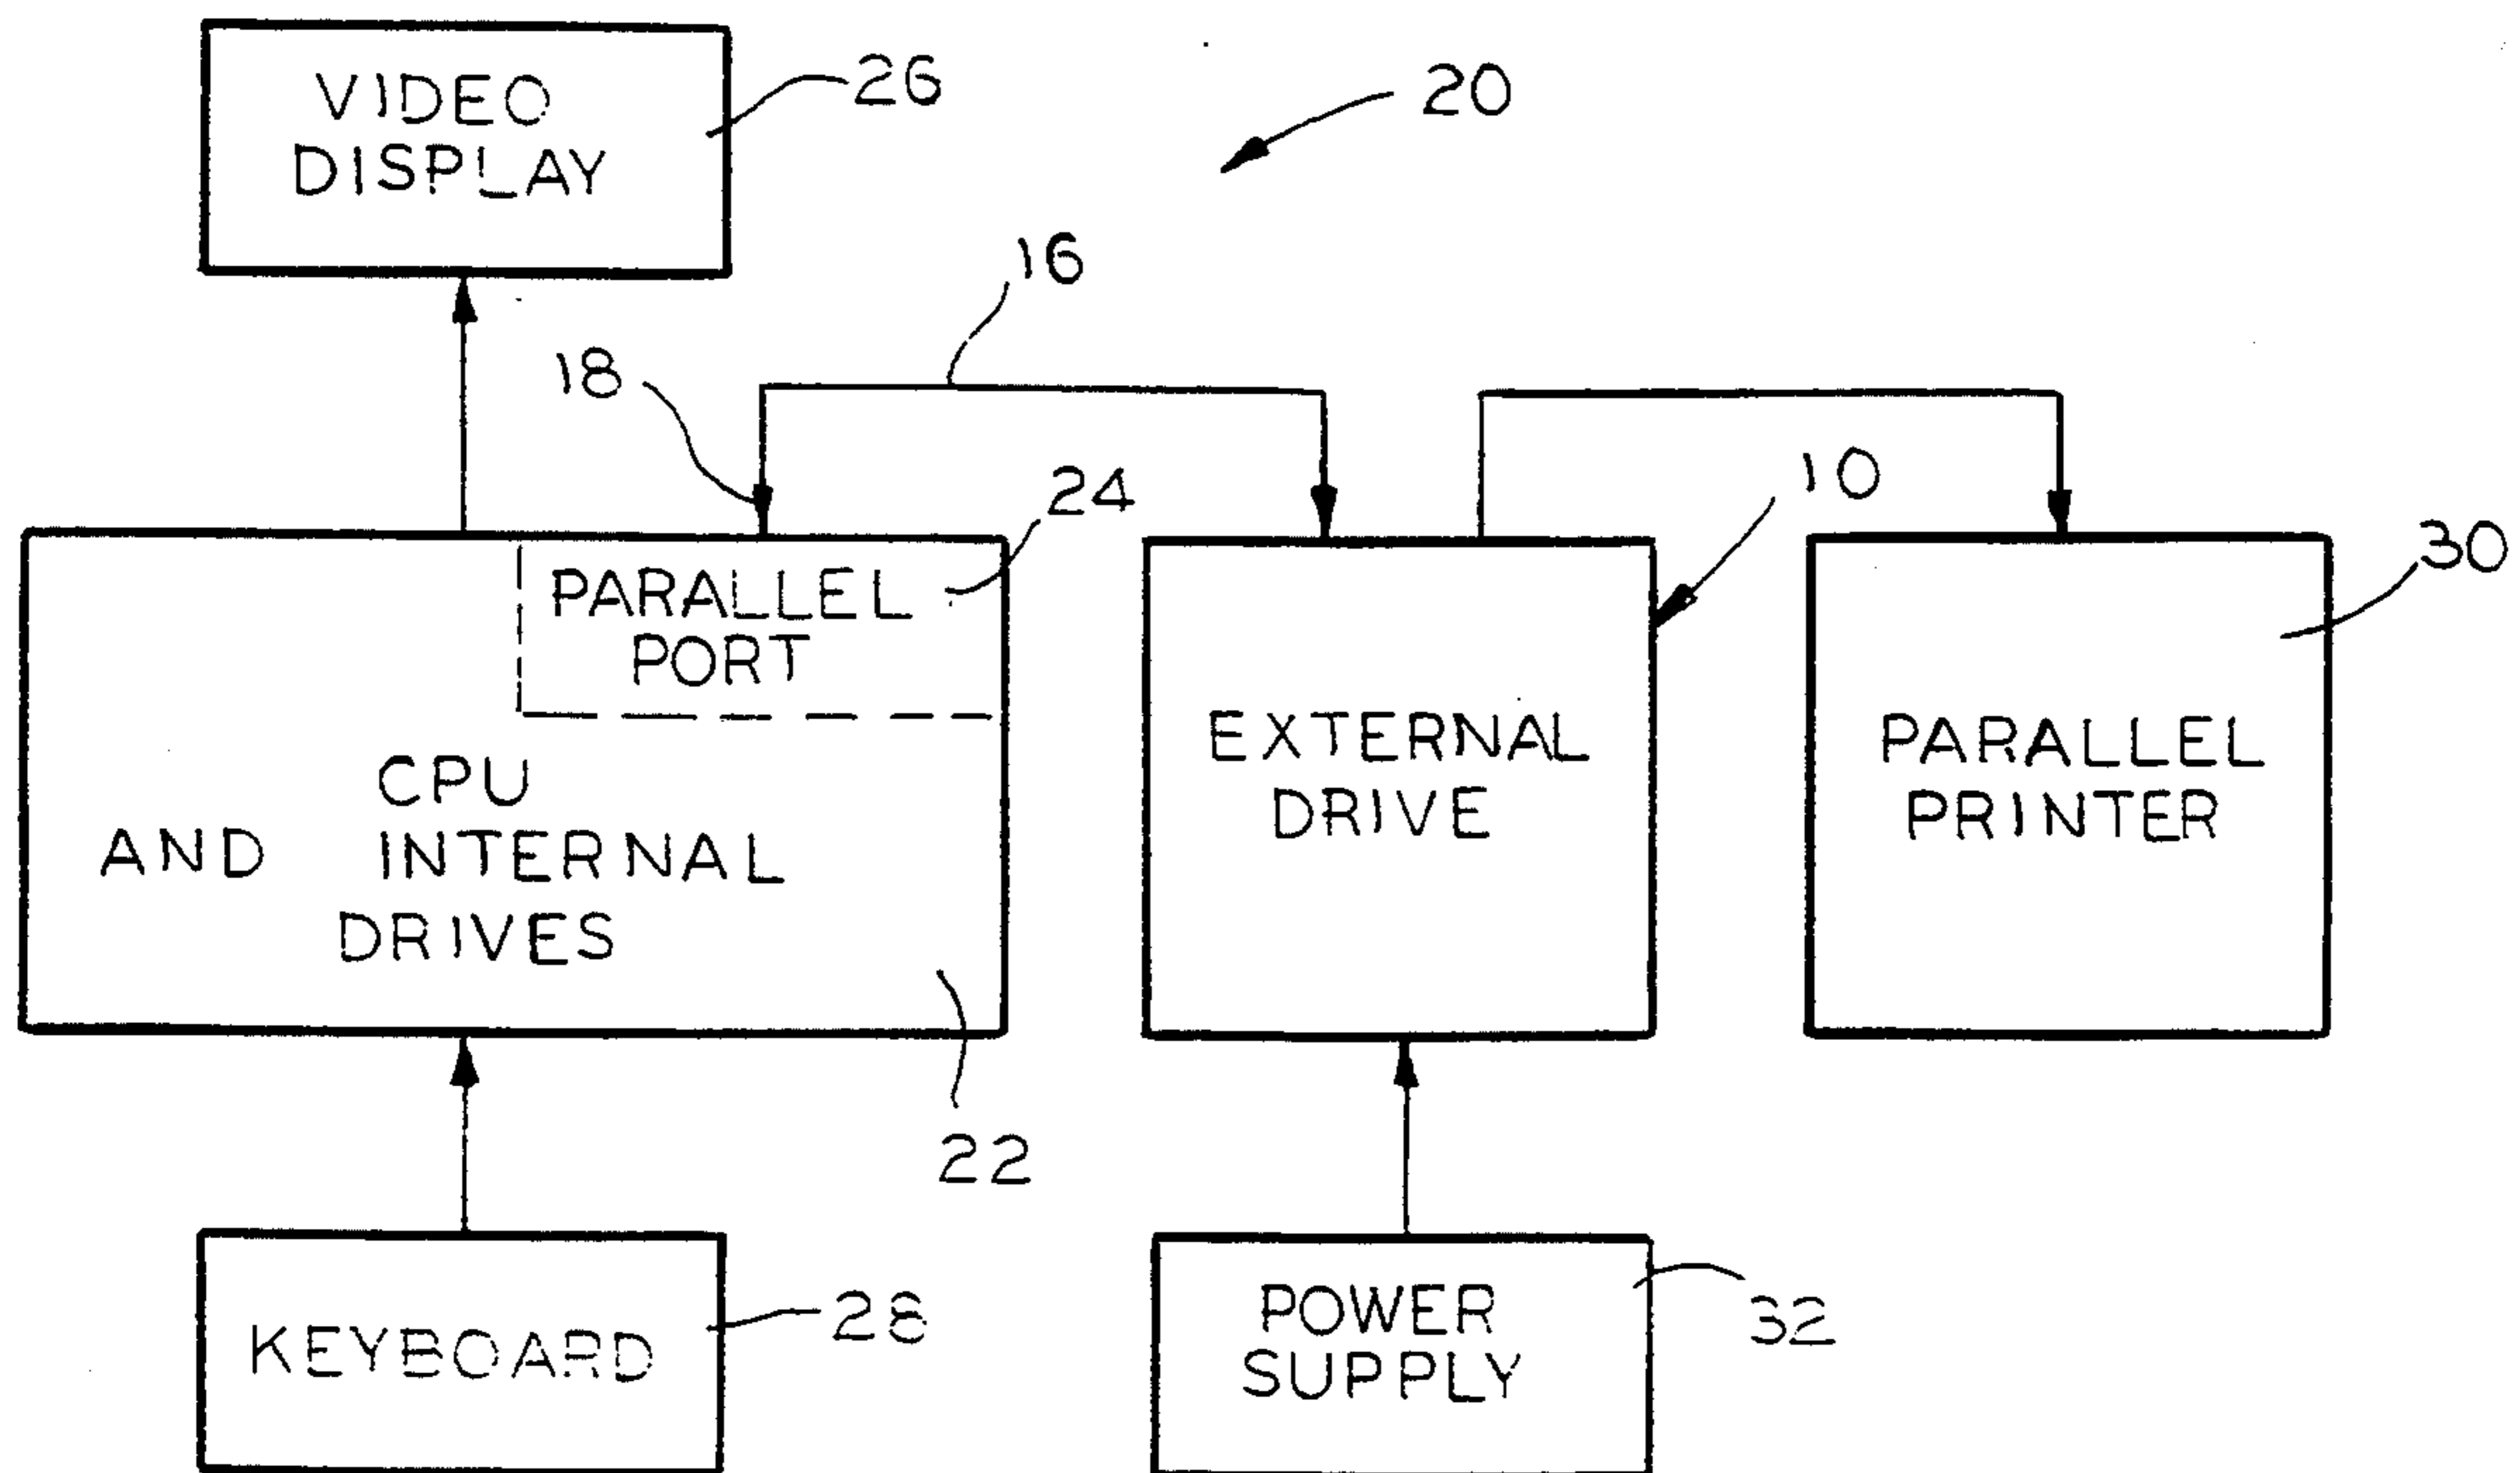 VIDEO
DISPLAY
26
20
16
18
24
10
30
PARALLEL
PORT
CPU
AND INTERNAL
DRIVES
EXTERNAL
DRIVE
PARALLEL
PRINTER
22
KEYBOARD
28
POWER
SUPPLY
32